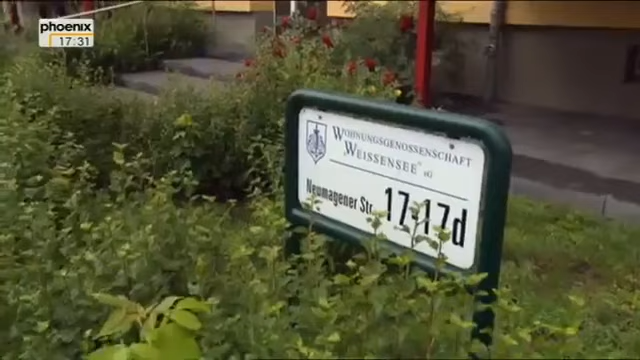 phoenix
17:31
WOHNUNGSGENOSSENSCHAFT
„WEISSENSEE“ eG
Neumagener Str. 17-17d